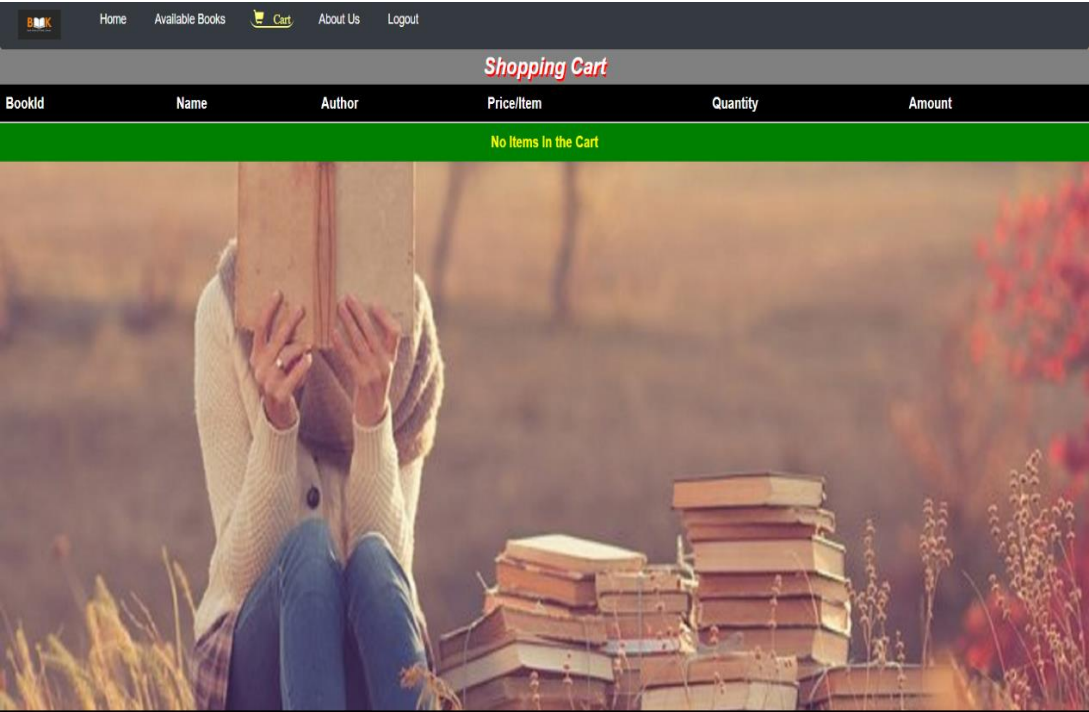 Home Available Books Cart About Us Logout
Shopping Cart
BookId Name Author Price/Item Quantity Amount
No Items In the Cart